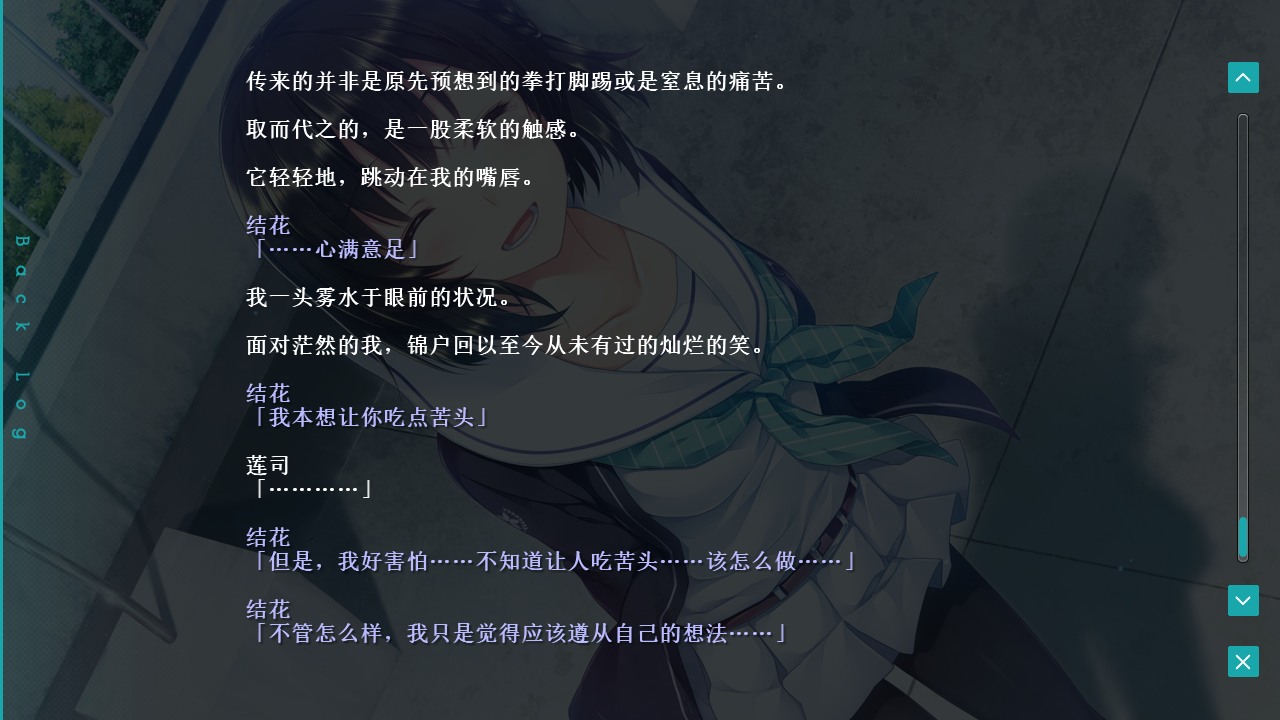 传来的并非是原先预想到的拳打脚踢或是窒息的痛苦。
取而代之的，是一股柔软的触感。
它轻轻地，跳动在我的嘴唇。
结花
「……心满意足」
我一头雾水于眼前的状况。
面对茫然的我，锦户回以至今从未有过的灿烂的笑。
结花
「我本想让你吃点苦头」
莲司
「…………」
结花
「但是，我好害怕……不知道让人吃苦头……该怎么做……」
结花
「不管怎么样，我只是觉得应该遵从自己的想法……」
Back Log